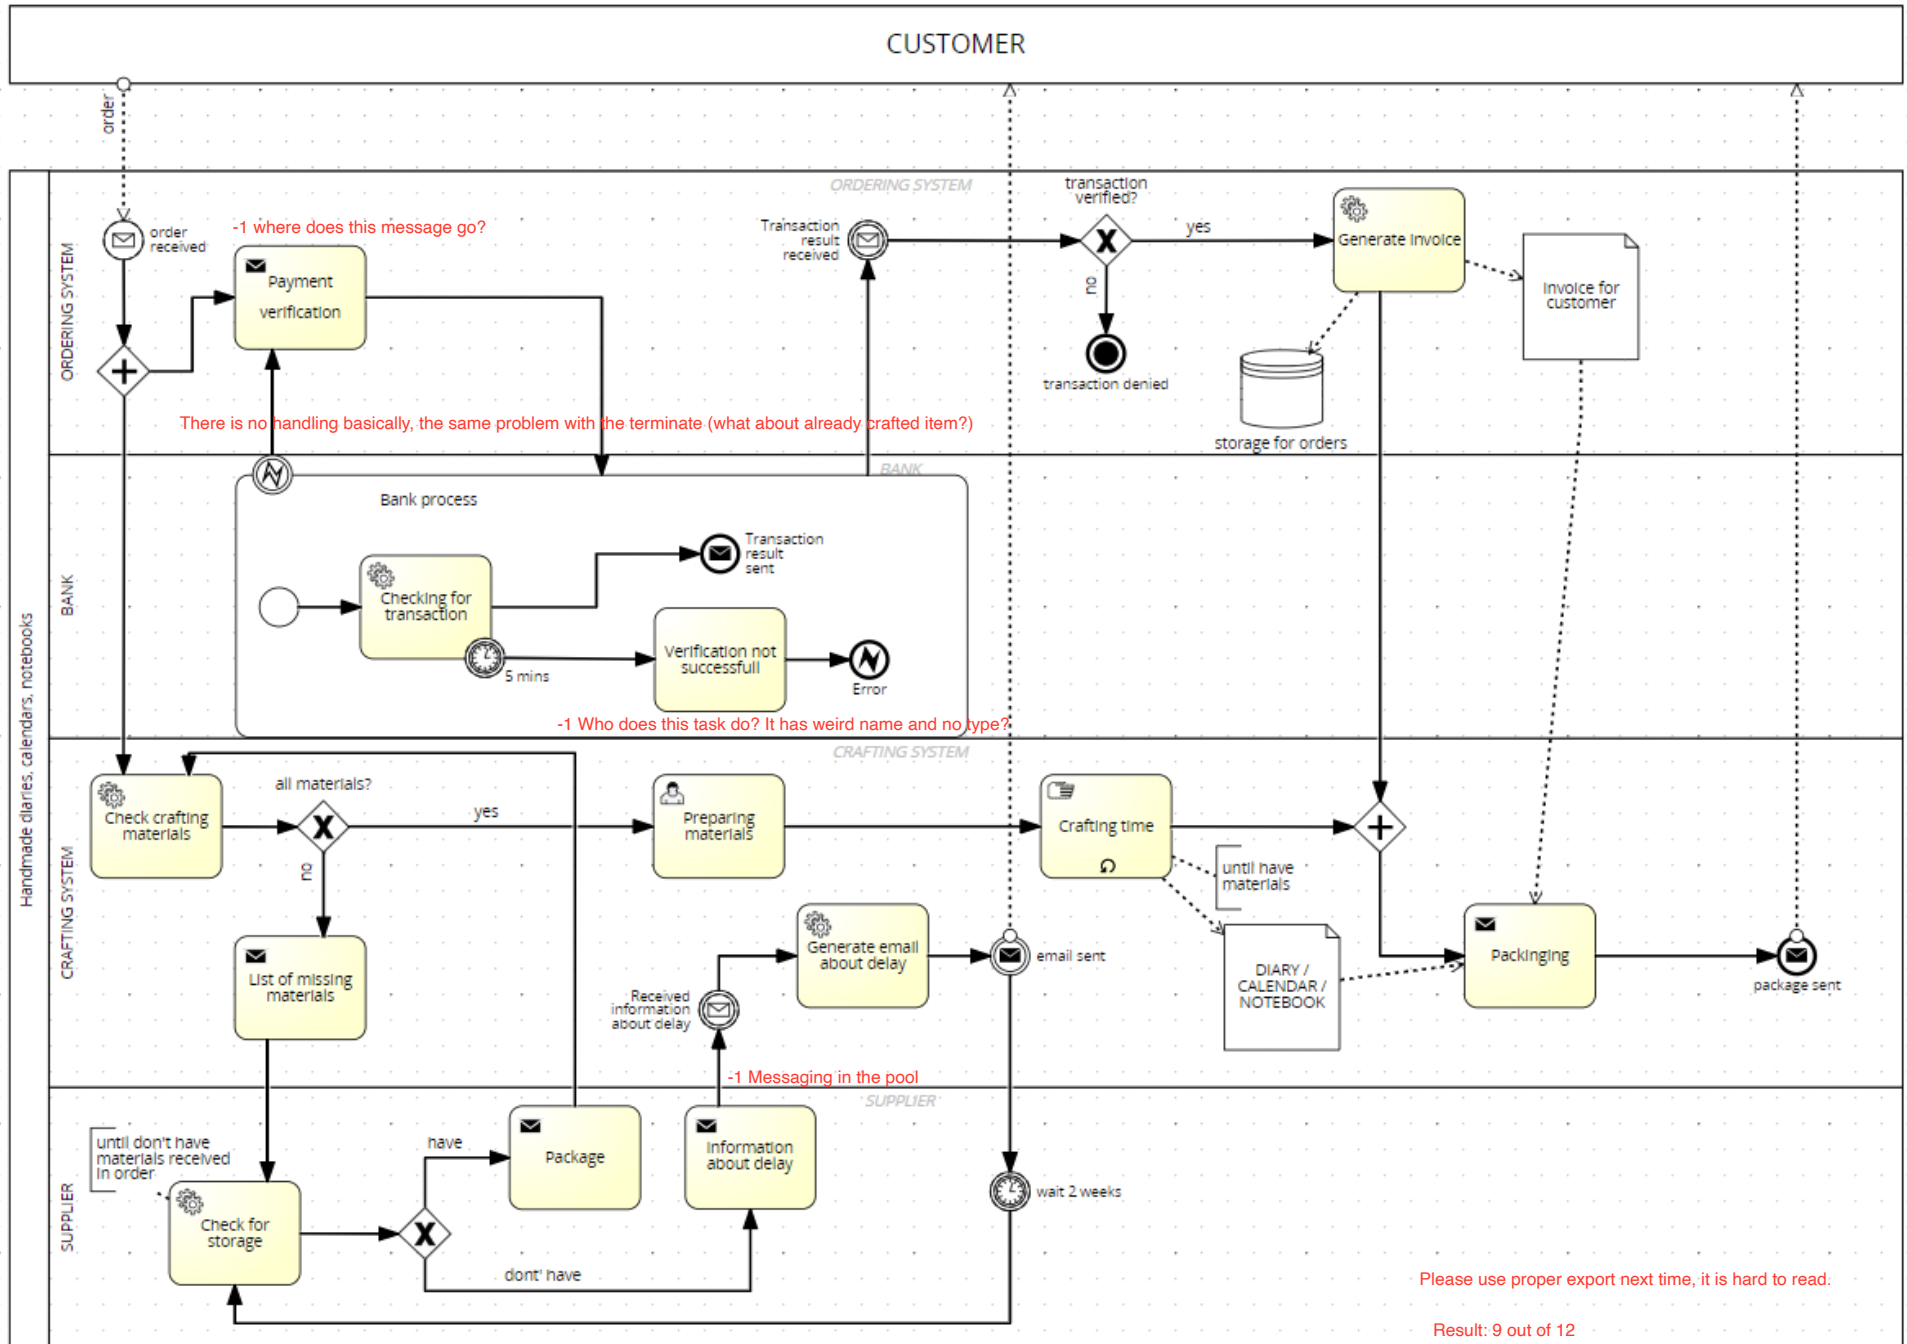 CUSTOMER
order
ORDERING SYSTEM
transaction
verified?
order
received
-1 where does this message go?
Transaction
result
received
yes
Generate Invoice
Payment
verification
no
Invoice for
customer
ORDERING SYSTEM
transaction denied
There is no handling basically, the same problem with the terminate (what about already crafted item?)
storage for orders
BANK
Bank process
Transaction
result
sent
BANK
Checking for
transaction
Verification not
successfull
5 mins
Error
-1 Who does this task do? It has weird name and no type?
Handmade diaries, calendars, notebooks
CRAFTING SYSTEM
all materials?
yes
Check crafting
materials
Preparing
materials
Crafting time
no
until have
materials
CRAFTING SYSTEM
List of missing
materials
Generate email
about delay
email sent
Received
information
about delay
DIARY /
CALENDAR /
NOTEBOOK
Packinging
package sent
-1 Messaging in the pool
SUPPLIER
until don't have
materials received
in order
have
Package
Information
about delay
wait 2 weeks
SUPPLIER
Check for
storage
dont' have
Please use proper export next time, it is hard to read.
Result: 9 out of 12